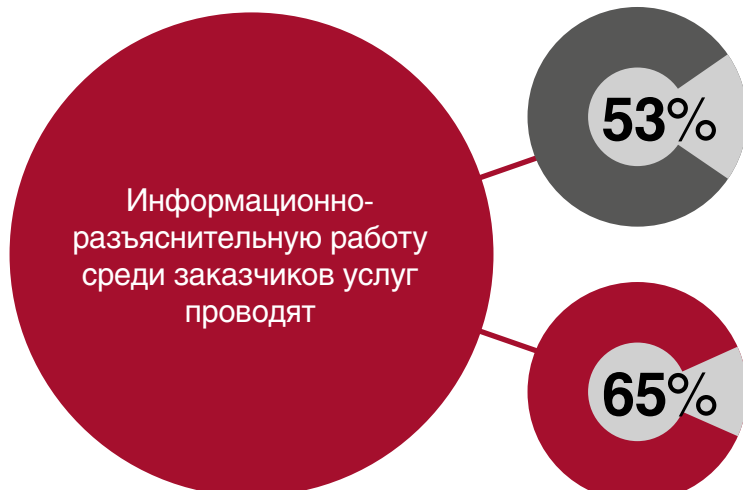 Информационно-
разъяснительную работу
среди заказчиков услуг
проводят
53%
65%